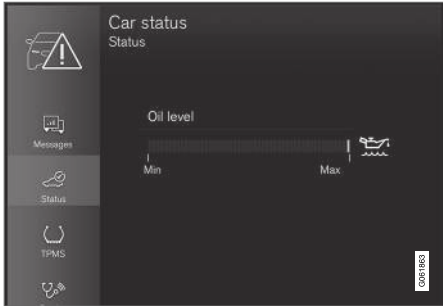 Car status
Status
Messages
Status
TPMS
Oil level
Min Max
G061863